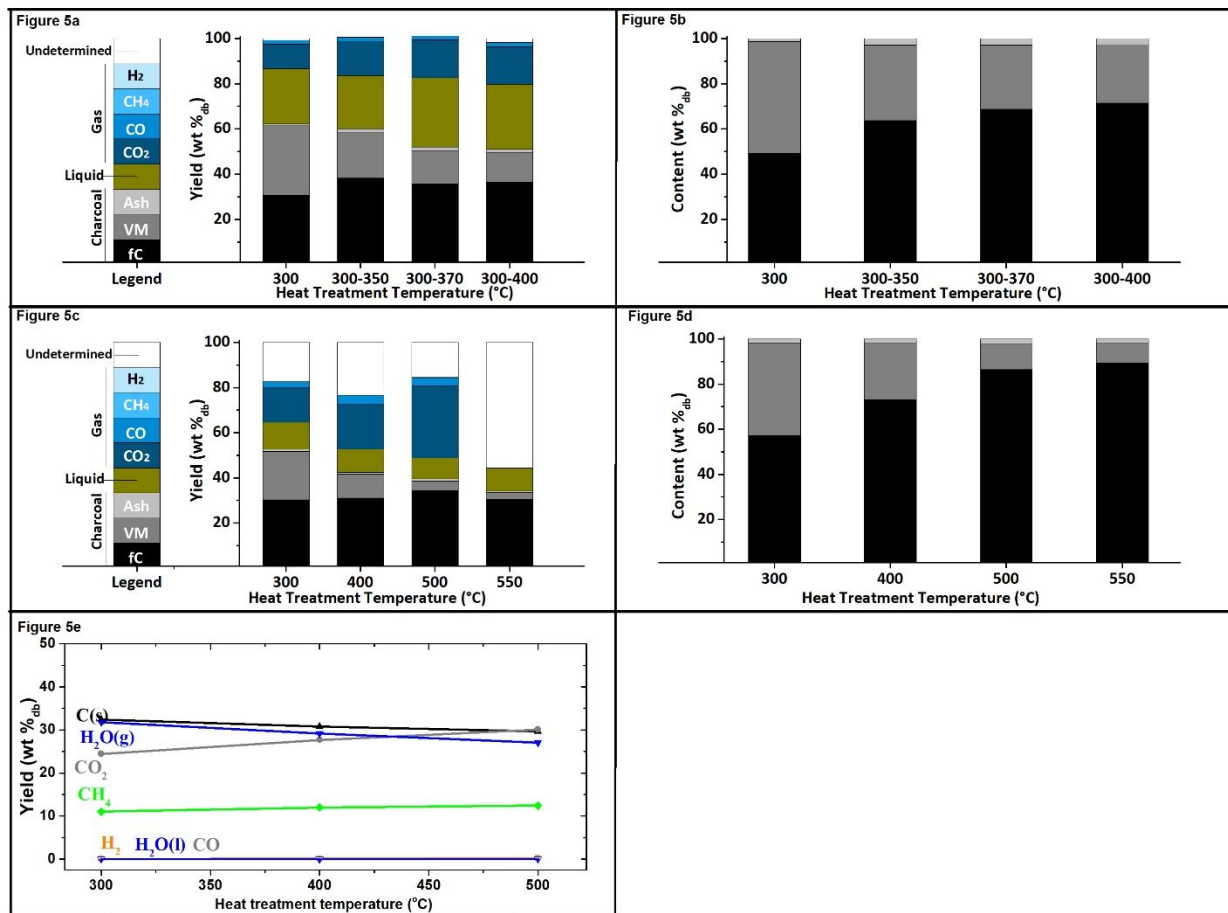 Figure 5a
Undetermined
H2
CH4
CO
CO2
Gas
Liquid
Ash
VM
fC
Charcoal
Legend
Yield (wt %db)
100
80
60
40
20
300 300-350 300-370 300-400
Heat Treatment Temperature (°C)
Figure 5b
Content (wt %db)
100
80
60
40
20
300 300-350 300-370 300-400
Heat Treatment Temperature (°C)
Figure 5c
Undetermined
H2
CH4
CO
CO2
Gas
Liquid
Ash
VM
fC
Charcoal
Legend
Yield (wt %db)
100
80
60
40
20
300 400 500 550
Heat Treatment Temperature (°C)
Figure 5d
Content (wt %db)
100
80
60
40
20
300 400 500 550
Heat Treatment Temperature (°C)
Figure 5e
Yield (wt %db)
50
40
30
20
10
0
C(s)
H2O(g)
CO2
CH4
H2 H2O(l) CO
300 350 400 450 500
Heat treatment temperature (°C)